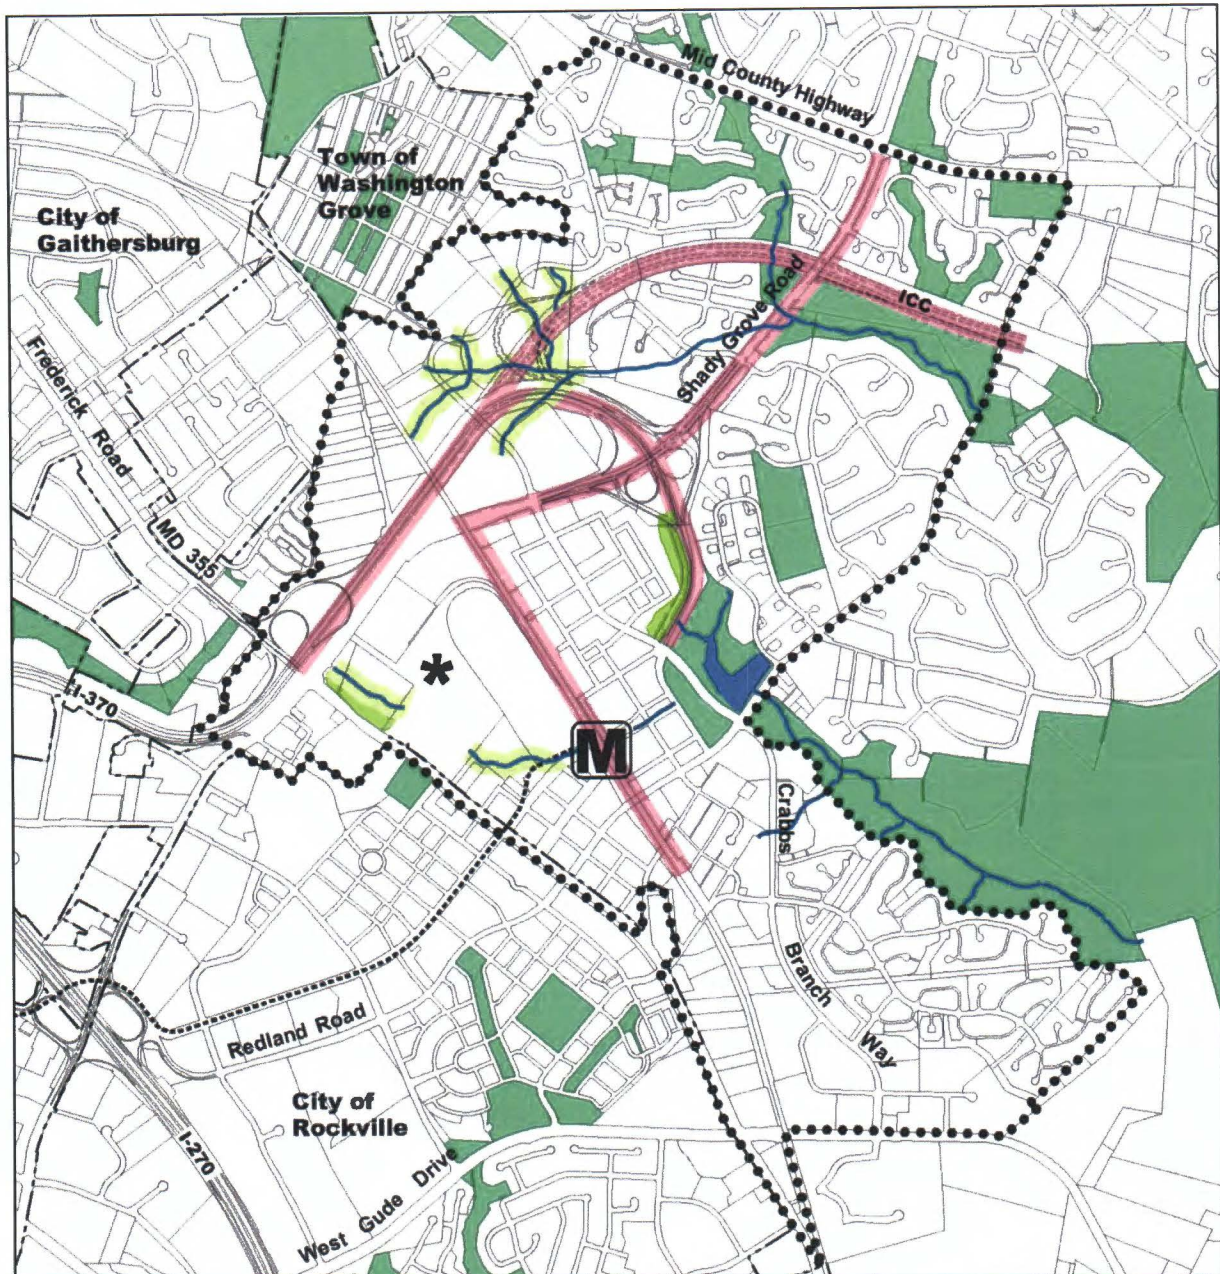 Mid County Highway
Town of
Washington
Grove
City of
Gaithersburg
ICC
Shady Grove Road
Frederick Road
MD 355
I-370
*
M
Crabbs
Branch
Way
Redland Road
City of
Rockville
I-270
West Gude Drive